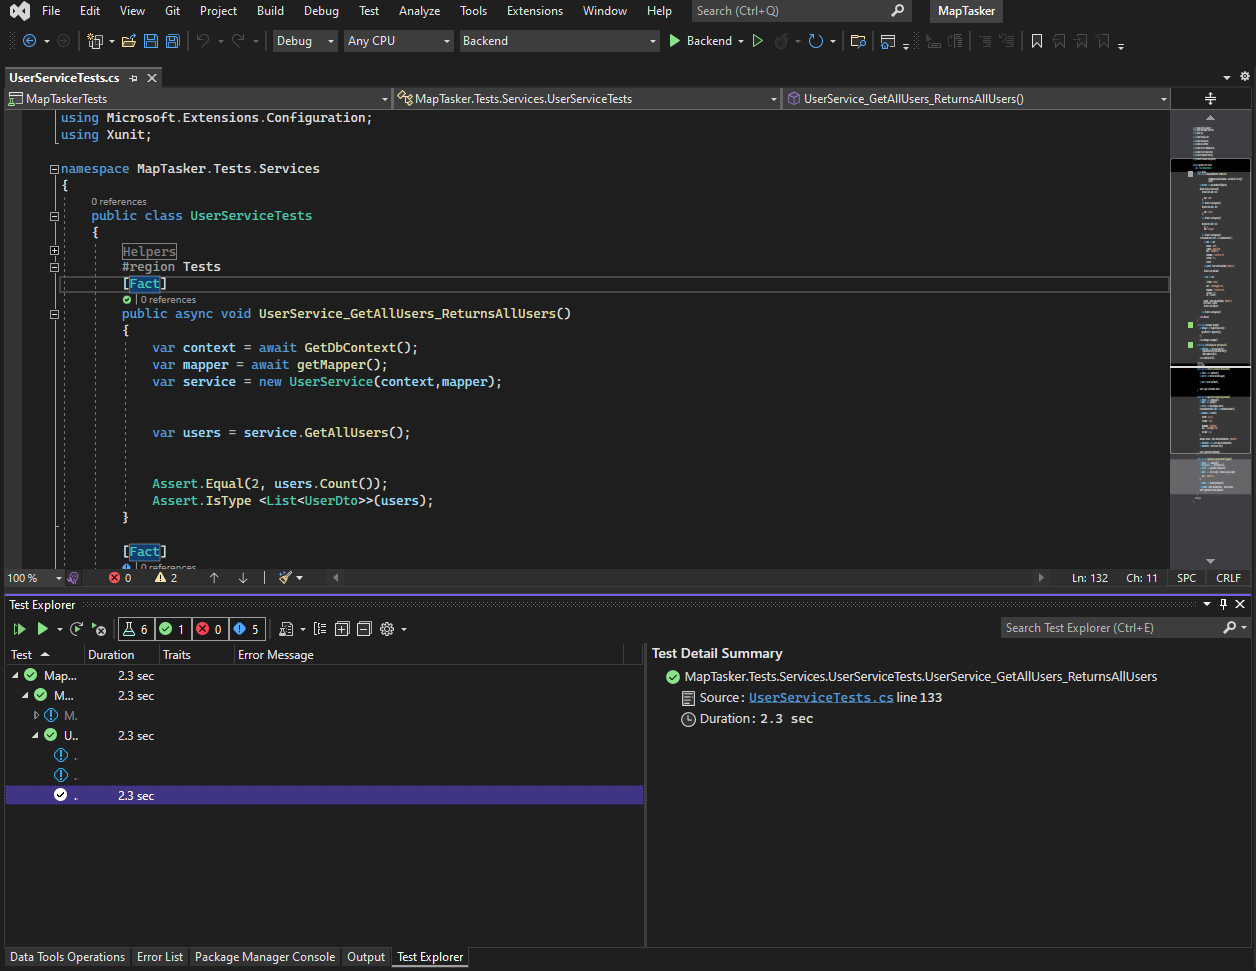 File Edit View Git Project Build Debug Test Analyze Tools Extensions Window Help Search (Ctrl+Q) MapTasker
Debug Any CPU Backend Backend
UserServiceTests.cs
MapTaskerTests MapTasker.Tests.Services.UserServiceTests UserService_GetAllUsers_ReturnsAllUsers()
using Microsoft.Extensions.Configuration;
using Xunit;
namespace MapTasker.Tests.Services
{
0 references
public class UserServiceTests
{
Helpers
#region Tests
[Fact]
0 references
public async void UserService_GetAllUsers_ReturnsAllUsers()
{
var context = await GetDbContext();
var mapper = await getMapper();
var service = new UserService(context,mapper);
var users = service.GetAllUsers();
Assert.Equal(2, users.Count());
Assert.IsType <List<UserDto>>(users);
}
[Fact]
0 references
100 % 0 2 Ln: 132 Ch: 11 SPC CRLF
Test Explorer
6 1 0 5 Search Test Explorer (Ctrl+E)
Test Duration Traits Error Message
Map... 2.3 sec
M... 2.3 sec
M.
U.. 2.3 sec
.
.
. 2.3 sec
Test Detail Summary
MapTasker.Tests.Services.UserServiceTests.UserService_GetAllUsers_ReturnsAllUsers
Source: UserServiceTests.cs line 133
Duration: 2.3 sec
Data Tools Operations Error List Package Manager Console Output Test Explorer